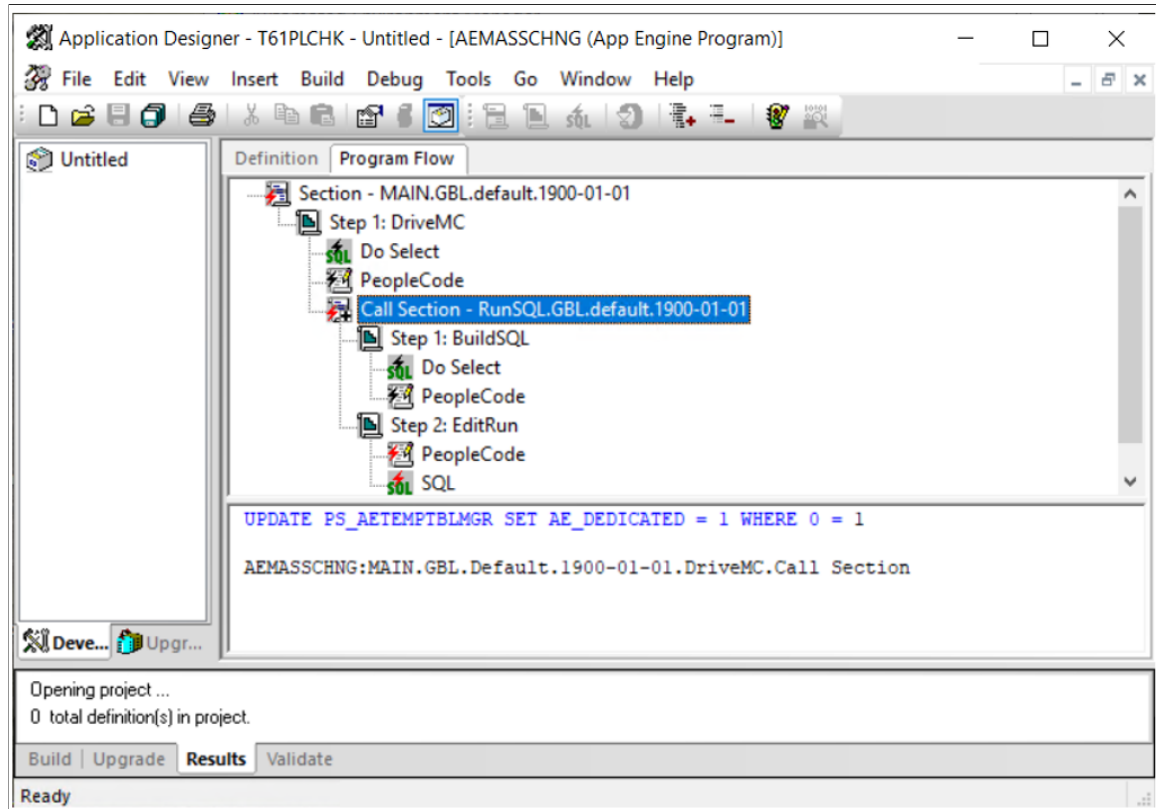 Application Designer - T61PLCHK - Untitled - [AEMASSCHNG (App Engine Program)]
File Edit View Insert Build Debug Tools Go Window Help
Untitled
Definition Program Flow
Section - MAIN.GBL.default.1900-01-01
Step 1: DriveMC
SQL Do Select
PeopleCode
Call Section - RunSQL.GBL.default.1900-01-01
Step 1: BuildSQL
SQL Do Select
PeopleCode
Step 2: EditRun
PeopleCode
SQL SQL
UPDATE PS_AETEMPTBLMGR SET AE_DEDICATED = 1 WHERE 0 = 1
AEMASSCHNG:MAIN.GBL.Default.1900-01-01.DriveMC.Call Section
Deve... Upgr...
Opening project ...
0 total definition(s) in project.
Build Upgrade Results Validate
Ready